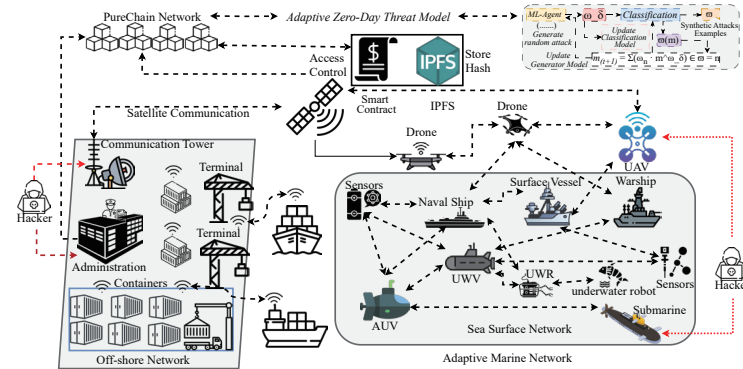 PureChain Network
Adaptive Zero-Day Threat Model
ML-Agent
(......)
Generate
random attack
ω_δ
Classification
ϖ
Update
Classification
Model
ϖ(m)
Synthetic Attacks
Examples
Update
Generator Model
Access
Control
IPFS
Store
Hash
Smart
Contract
IPFS
Satellite Communication
Drone
Drone
UAV
Communication Tower
Terminal
Hacker
Terminal
Administration
Containers
Off-shore Network
Sensors
Naval Ship
Surface Vessel
Warship
UWV
UWR
underwater robot
Sensors
AUV
Submarine
Sea Surface Network
Adaptive Marine Network
Hacke